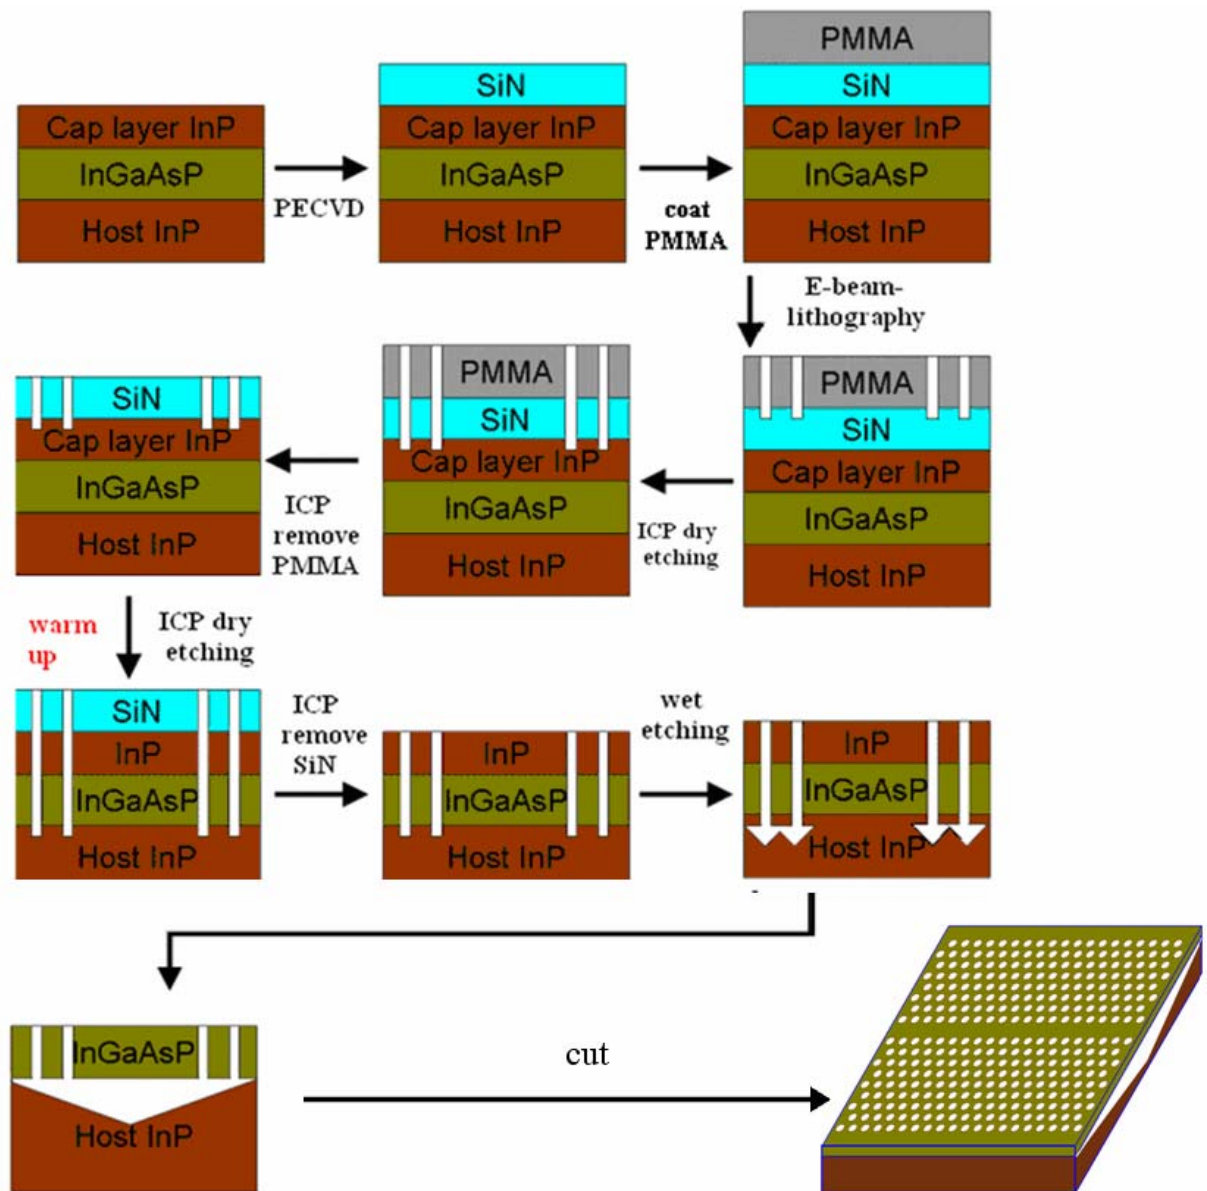 Cap layer InP
InGaAsP
Host InP
PECVD
SiN
Cap layer InP
InGaAsP
Host InP
coat
PMMA
PMMA
SiN
Cap layer InP
InGaAsP
Host InP
E-beam-
lithography
PMMA
SiN
Cap layer InP
InGaAsP
Host InP
ICP dry
etching
PMMA
SiN
Cap layer InP
InGaAsP
Host InP
ICP
remove
PMMA
SiN
Cap layer InP
InGaAsP
Host InP
warm
up
ICP dry
etching
SiN
InP
InGaAsP
Host InP
ICP
remove
SiN
InP
InGaAsP
Host InP
wet
etching
InP
InGaAsP
Host InP
InGaAsP
Host InP
cut